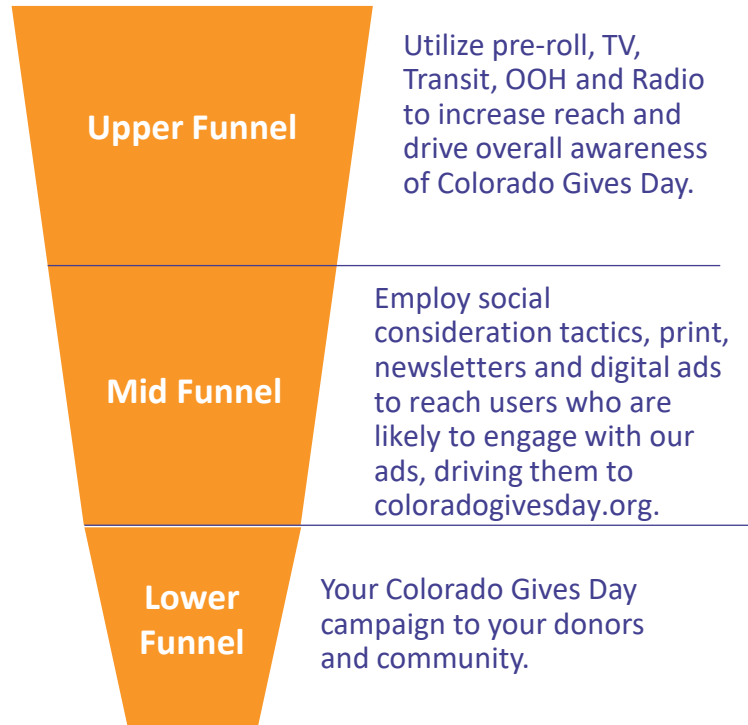 Upper Funnel
Utilize pre-roll, TV,
Transit, OOH and Radio
to increase reach and
drive overall awareness
of Colorado Gives Day.
Mid Funnel
Employ social
consideration tactics, print,
newsletters and digital ads
to reach users who are
likely to engage with our
ads, driving them to
coloradogivesday.org.
Lower
Funnel
Your Colorado Gives Day
campaign to your donors
and community.